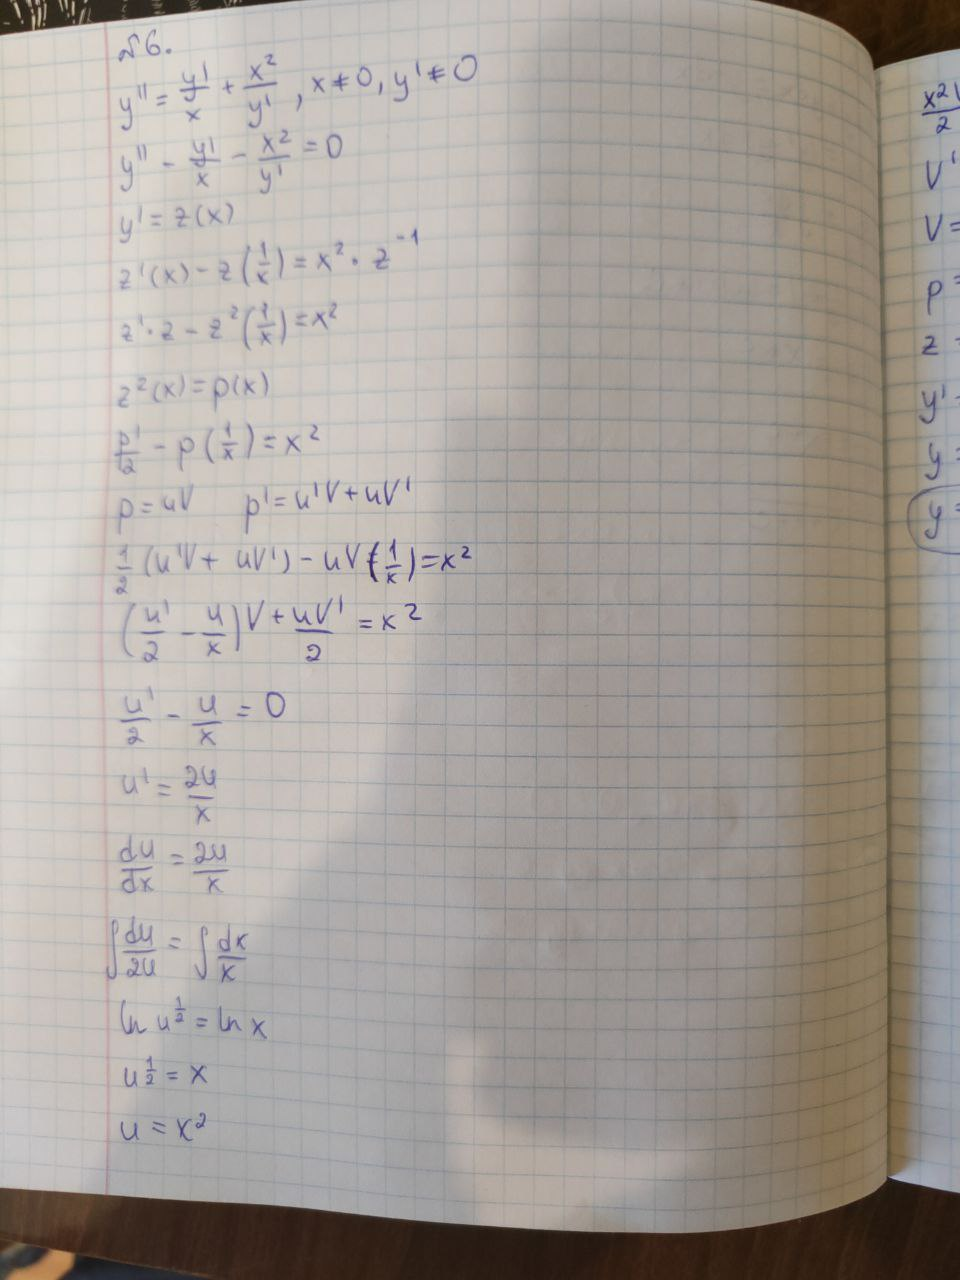 №6.
y'' = y'/x + x²/y', x ≠ 0, y' ≠ 0
y'' - y'/x - x²/y' = 0
y' = z(x)
z'(x) - z(1/x) = x² · z⁻¹
z' · z - z²(1/x) = x²
z²(x) = p(x)
p'/2 - p(1/x) = x²
p = uV p' = u'V + uV'
1/2 (u'V + uV') - uV(1/x) = x²
(u'/2 - u/x)V + uV'/2 = x²
u'/2 - u/x = 0
u' = 2u/x
du/dx = 2u/x
∫ du/2u = ∫ dx/x
ln u^(1/2) = ln x
u^(1/2) = x
u = x²
x²V
2
V'
V =
p =
z =
y' =
y =
y =